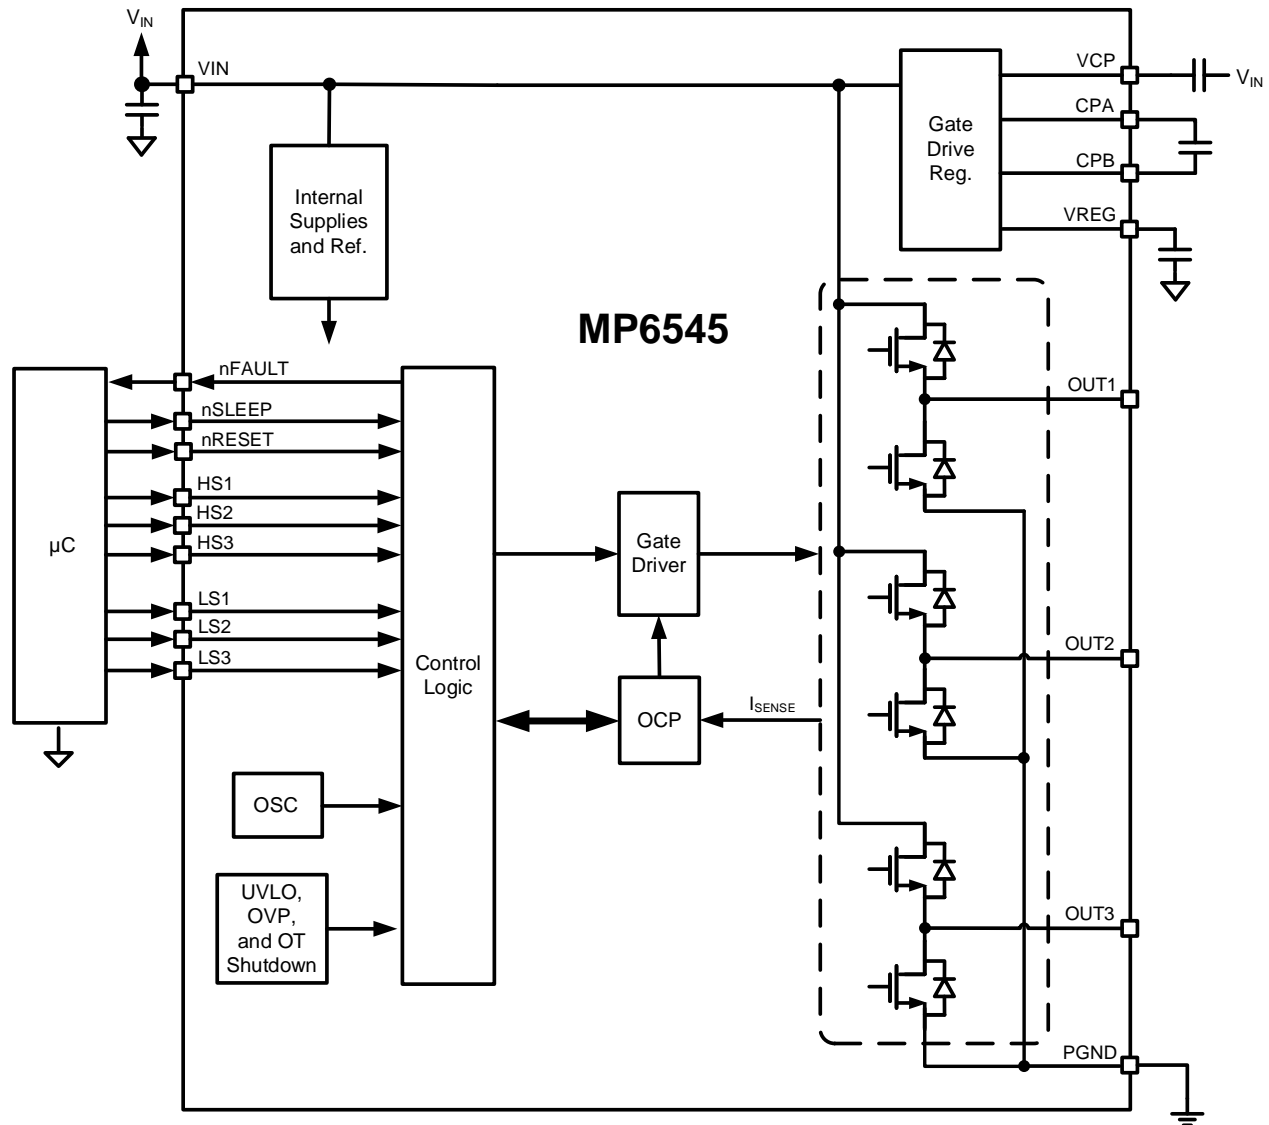 VIN
VIN
VCP
VIN
CPA
Gate
Drive
Reg.
CPB
VREG
Internal
Supplies
and Ref.
MP6545
nFAULT
nSLEEP
nRESET
HS1
HS2
HS3
LS1
LS2
LS3
µC
Control
Logic
Gate
Driver
OCP
ISENSE
OSC
UVLO,
OVP,
and OT
Shutdown
OUT1
OUT2
OUT3
PGND